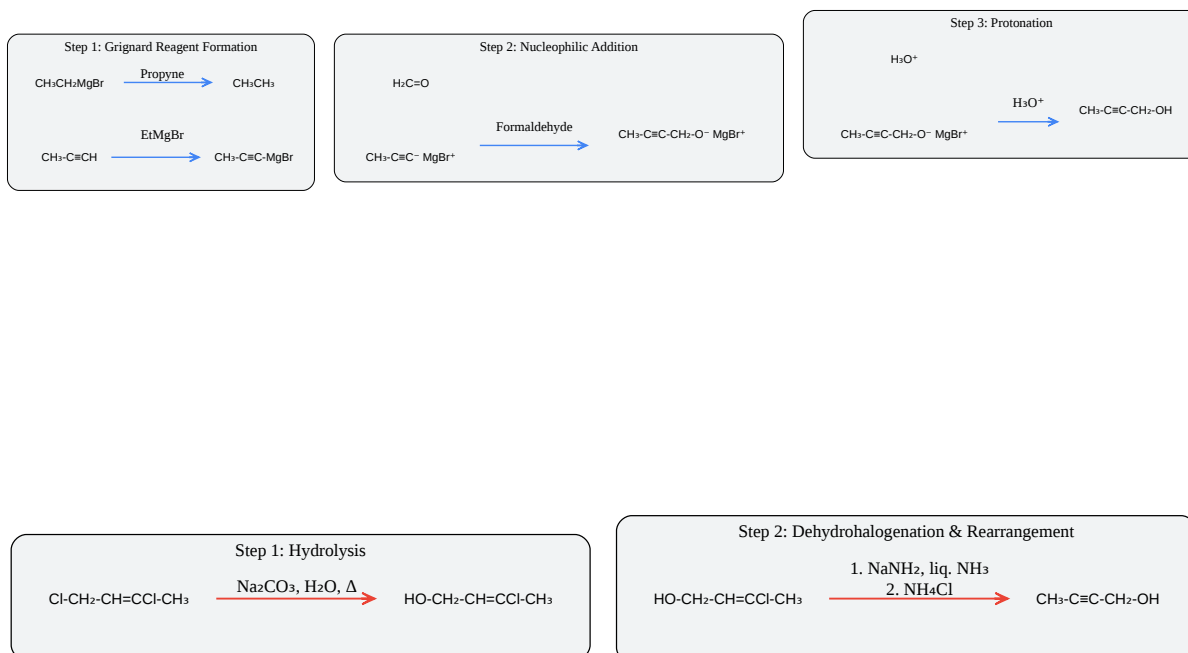 Step 1: Grignard Reagent Formation
CH₃CH₂MgBr
Propyne
CH₃CH₃
CH₃-C≡CH
EtMgBr
CH₃-C≡C-MgBr
Step 2: Nucleophilic Addition
H₂C=O
CH₃-C≡C⁻ MgBr⁺
Formaldehyde
CH₃-C≡C-CH₂-O⁻ MgBr⁺
Step 3: Protonation
H₃O⁺
CH₃-C≡C-CH₂-O⁻ MgBr⁺
H₃O⁺
CH₃-C≡C-CH₂-OH
Step 1: Hydrolysis
Cl-CH₂-CH=CCl-CH₃
Na₂CO₃, H₂O, Δ
HO-CH₂-CH=CCl-CH₃
Step 2: Dehydrohalogenation & Rearrangement
HO-CH₂-CH=CCl-CH₃
1. NaNH₂, liq. NH₃
2. NH₄Cl
CH₃-C≡C-CH₂-OH